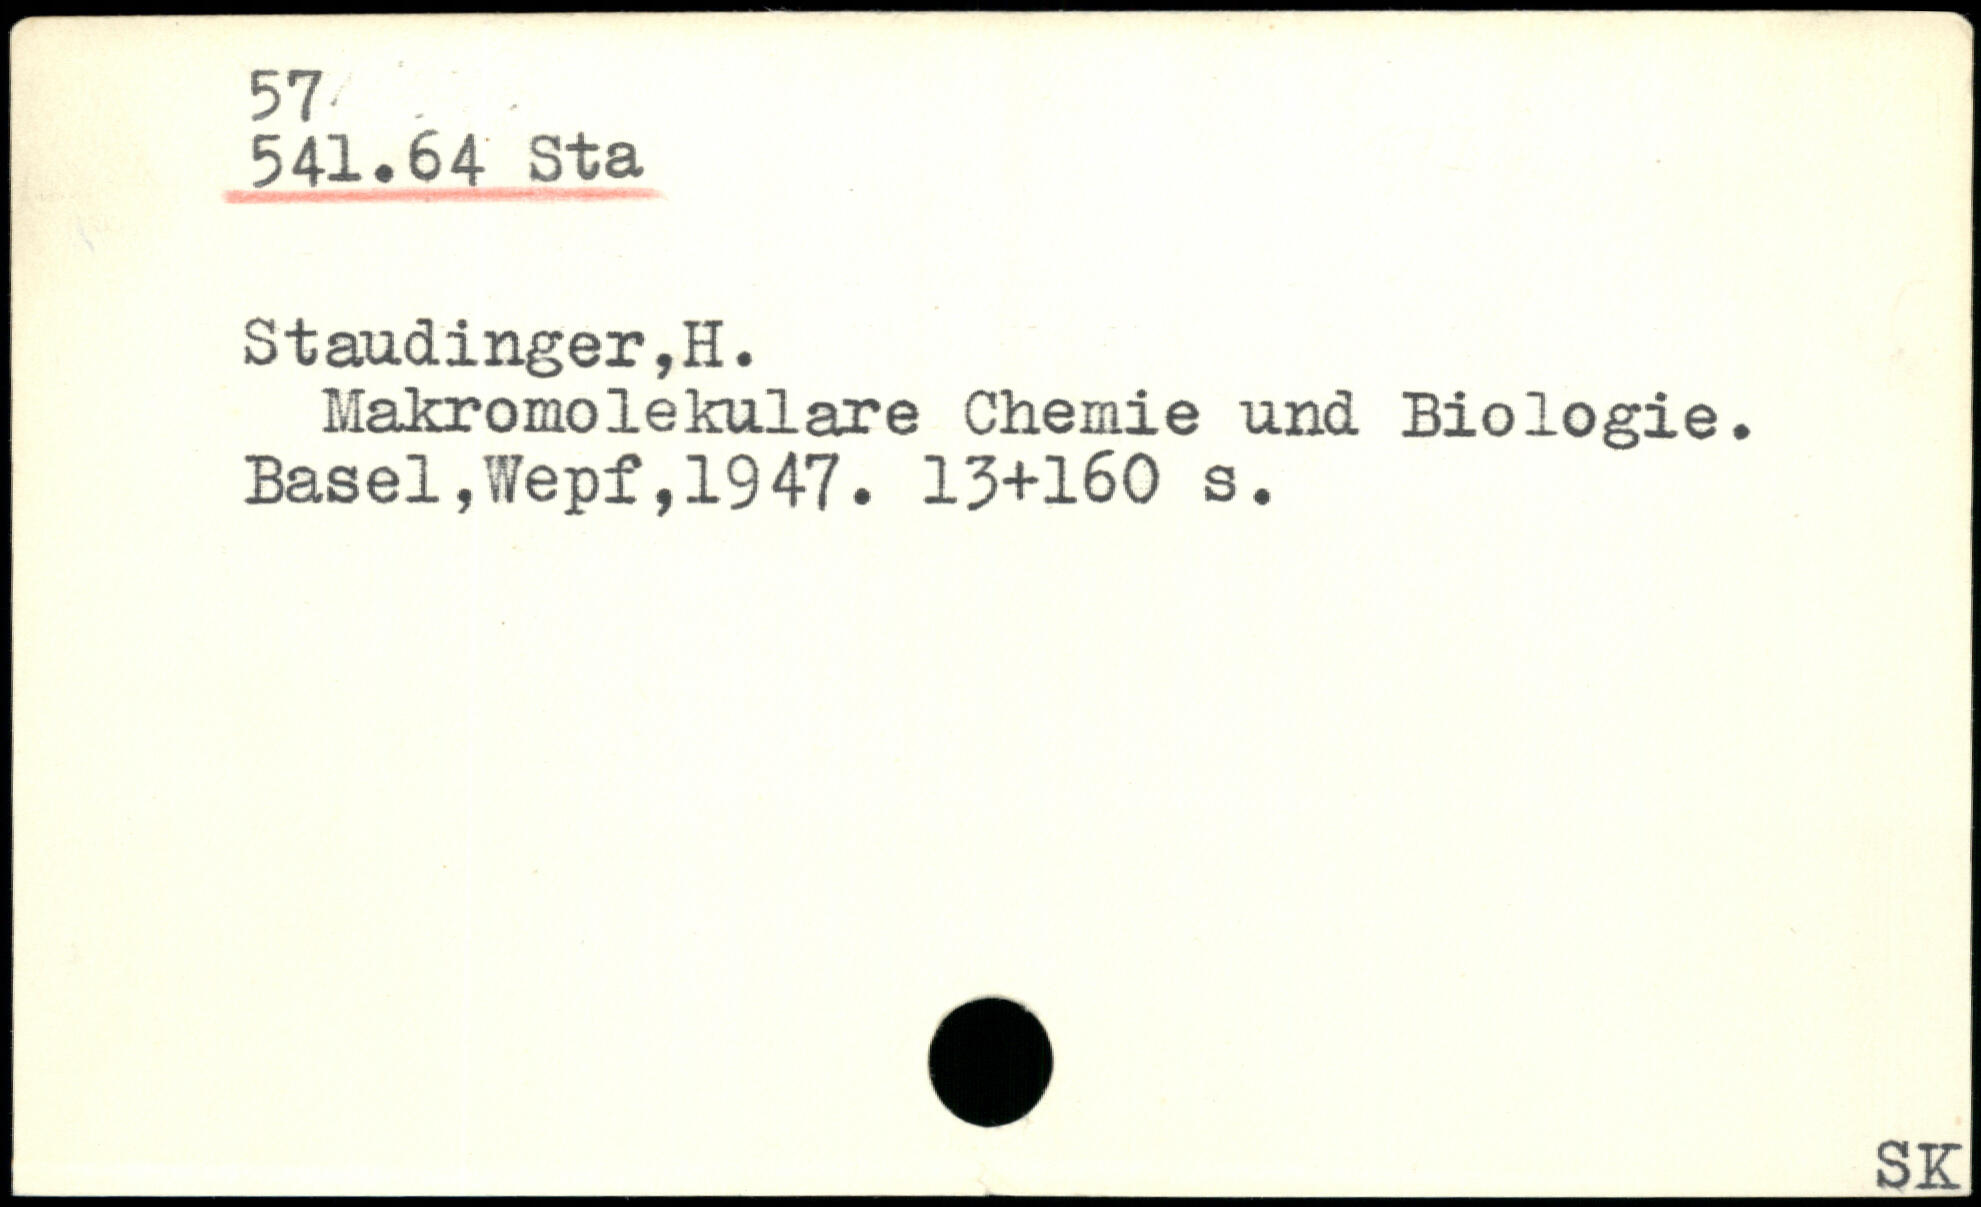 57
541.64 Sta
Staudinger,H.
Makromolekulare Chemie und Biologie.
Basel,Wepf,1947. 13+160 s.
SK